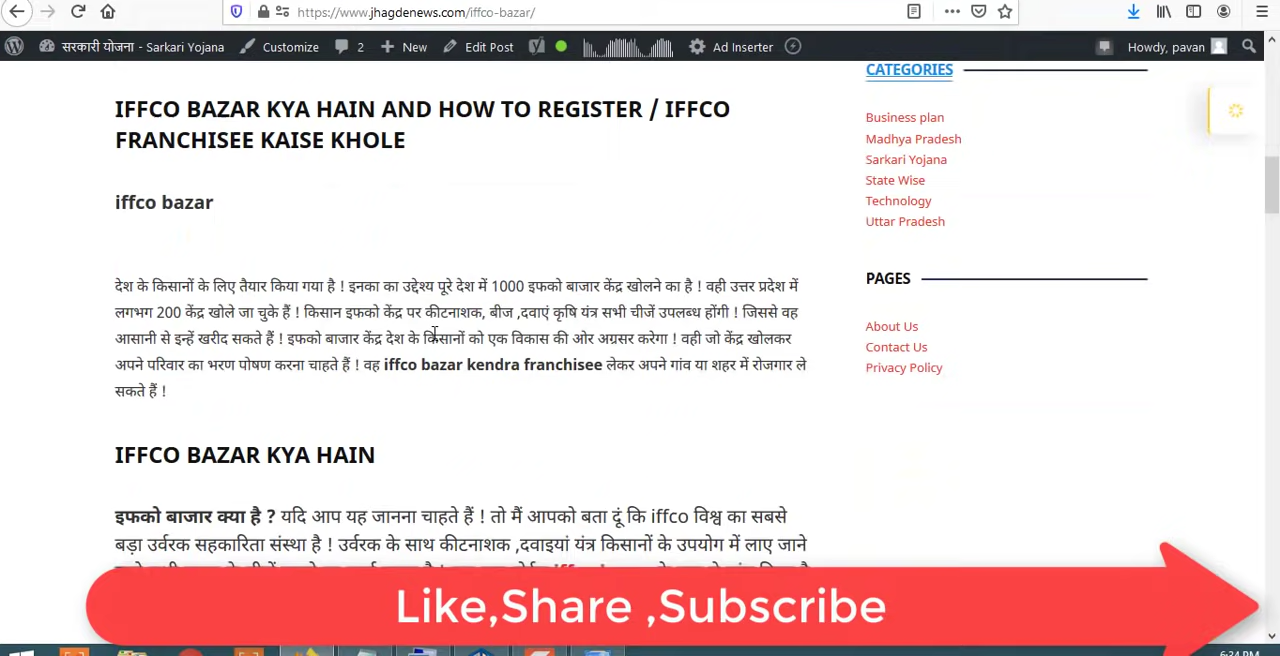 https://www.jhagdenews.com/iffco-bazar/
सरकारी योजना - Sarkari Yojana
Customize
2
New
Edit Post
Ad Inserter
Howdy, pavan
CATEGORIES
IFFCO BAZAR KYA HAIN AND HOW TO REGISTER / IFFCO
FRANCHISEE KAISE KHOLE
Business plan
Madhya Pradesh
Sarkari Yojana
State Wise
Technology
Uttar Pradesh
iffco bazar
PAGES
About Us
Contact Us
Privacy Policy
देश के किसानों के लिए तैयार किया गया है ! इनका का उद्देश्य पूरे देश में 1000 इफको बाजार केंद्र खोलने का है ! वही उत्तर प्रदेश में
लगभग 200 केंद्र खोले जा चुके हैं ! किसान इफको केंद्र पर कीटनाशक, बीज ,दवाएं कृषि यंत्र सभी चीजें उपलब्ध होंगी ! जिससे वह
आसानी से इन्हें खरीद सकते हैं ! इफको बाजार केंद्र देश के किसानों को एक विकास की ओर अग्रसर करेगा ! वही जो केंद्र खोलकर
अपने परिवार का भरण पोषण करना चाहते हैं ! वह iffco bazar kendra franchisee लेकर अपने गांव या शहर में रोजगार ले
सकते हैं !
IFFCO BAZAR KYA HAIN
इफको बाजार क्या है ? यदि आप यह जानना चाहते हैं ! तो मैं आपको बता दूं कि iffco विश्व का सबसे
बड़ा उर्वरक सहकारिता संस्था है ! उर्वरक के साथ कीटनाशक ,दवाइयां यंत्र किसानों के उपयोग में लाए जाने
Like,Share ,Subscribe